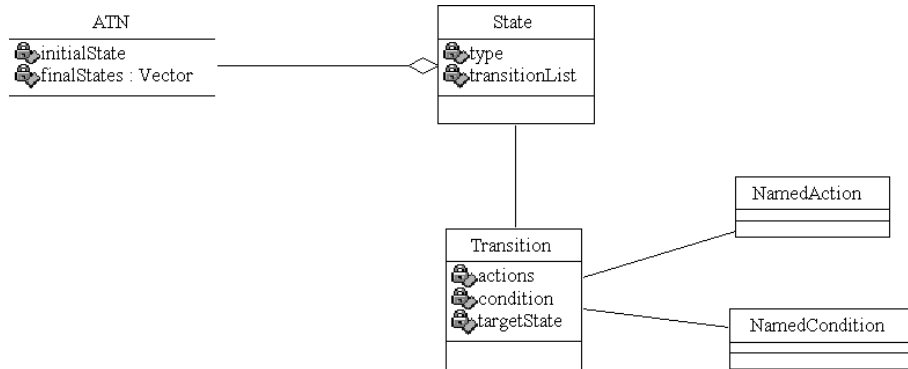 ATN
initialState
finalStates : Vector
State
type
transitionList
Transition
actions
condition
targetState
NamedAction
NamedCondition